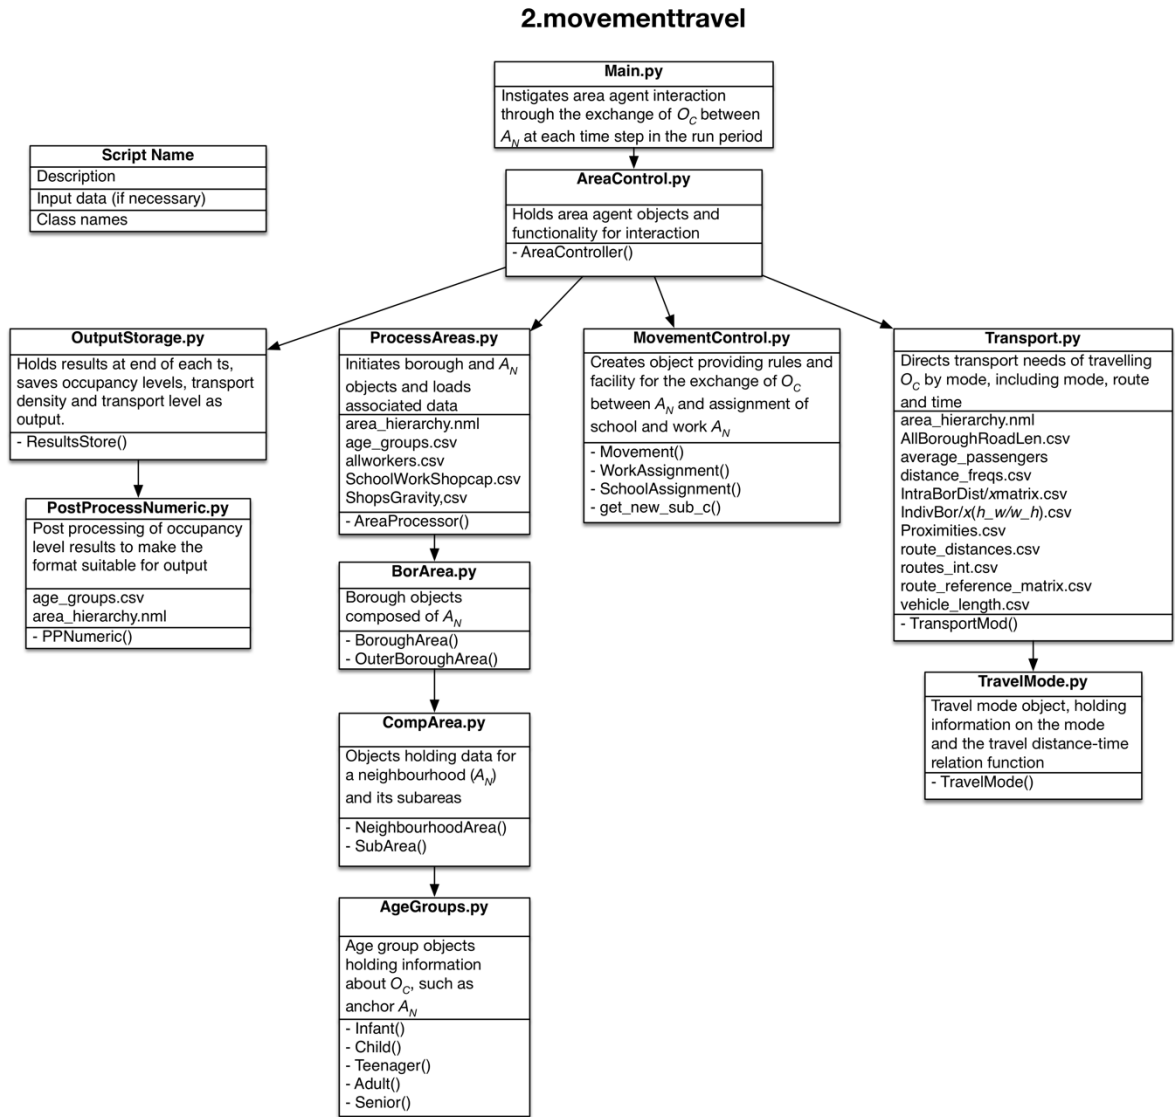 2.movementtravel
Main.py
Instigates area agent interaction
through the exchange of O_C between
A_N at each time step in the run period
Script Name
Description
Input data (if necessary)
Class names
AreaControl.py
Holds area agent objects and
functionality for interaction
- AreaController()
OutputStorage.py
Holds results at end of each ts,
saves occupancy levels, transport
density and transport level as
output.
- ResultsStore()
PostProcessNumeric.py
Post processing of occupancy
level results to make the
format suitable for output
age_groups.csv
area_hierarchy.nml
- PPNumeric()
ProcessAreas.py
Initiates borough and A_N
objects and loads
associated data
area_hierarchy.nml
age_groups.csv
allworkers.csv
SchoolWorkShopcap.csv
ShopsGravity,csv
- AreaProcessor()
BorArea.py
Borough objects
composed of A_N
- BoroughArea()
- OuterBoroughArea()
CompArea.py
Objects holding data for
a neighbourhood (A_N)
and its subareas
- NeighbourhoodArea()
- SubArea()
AgeGroups.py
Age group objects
holding information
about O_C, such as
anchor A_N
- Infant()
- Child()
- Teenager()
- Adult()
- Senior()
MovementControl.py
Creates object providing rules and
facility for the exchange of O_C
between A_N and assignment of
school and work A_N
- Movement()
- WorkAssignment()
- SchoolAssignment()
- get_new_sub_c()
Transport.py
Directs transport needs of travelling
O_C by mode, including mode, route
and time
area_hierarchy.nml
AllBoroughRoadLen.csv
average_passengers
distance_freqs.csv
IntraBorDist/xmatrix.csv
IndivBor/x(h_w/w_h).csv
Proximities.csv
route_distances.csv
routes_int.csv
route_reference_matrix.csv
vehicle_length.csv
- TransportMod()
TravelMode.py
Travel mode object, holding
information on the mode
and the travel distance-time
relation function
- TravelMode()